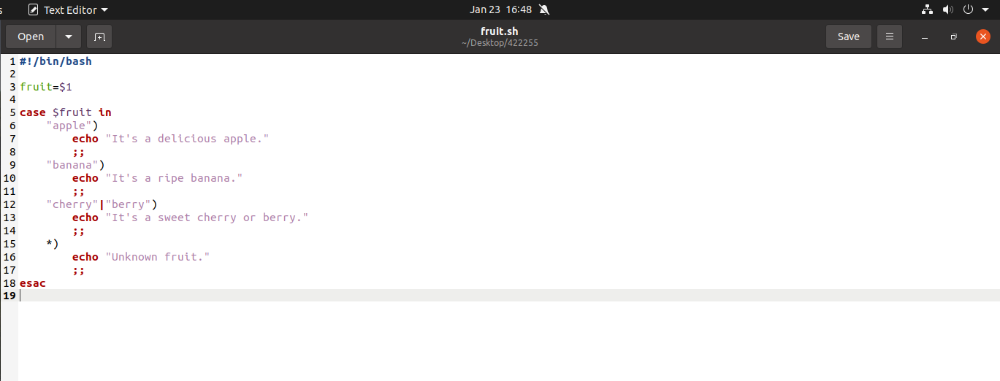 s Text Editor Jan 23 16:48
Open fruit.sh Save
~/Desktop/422255
1 #!/bin/bash
2
3 fruit=$1
4
5 case $fruit in
6     "apple")
7         echo "It's a delicious apple."
8         ;;
9     "banana")
10         echo "It's a ripe banana."
11         ;;
12     "cherry"|"berry")
13         echo "It's a sweet cherry or berry."
14         ;;
15     *)
16         echo "Unknown fruit."
17         ;;
18 esac
19